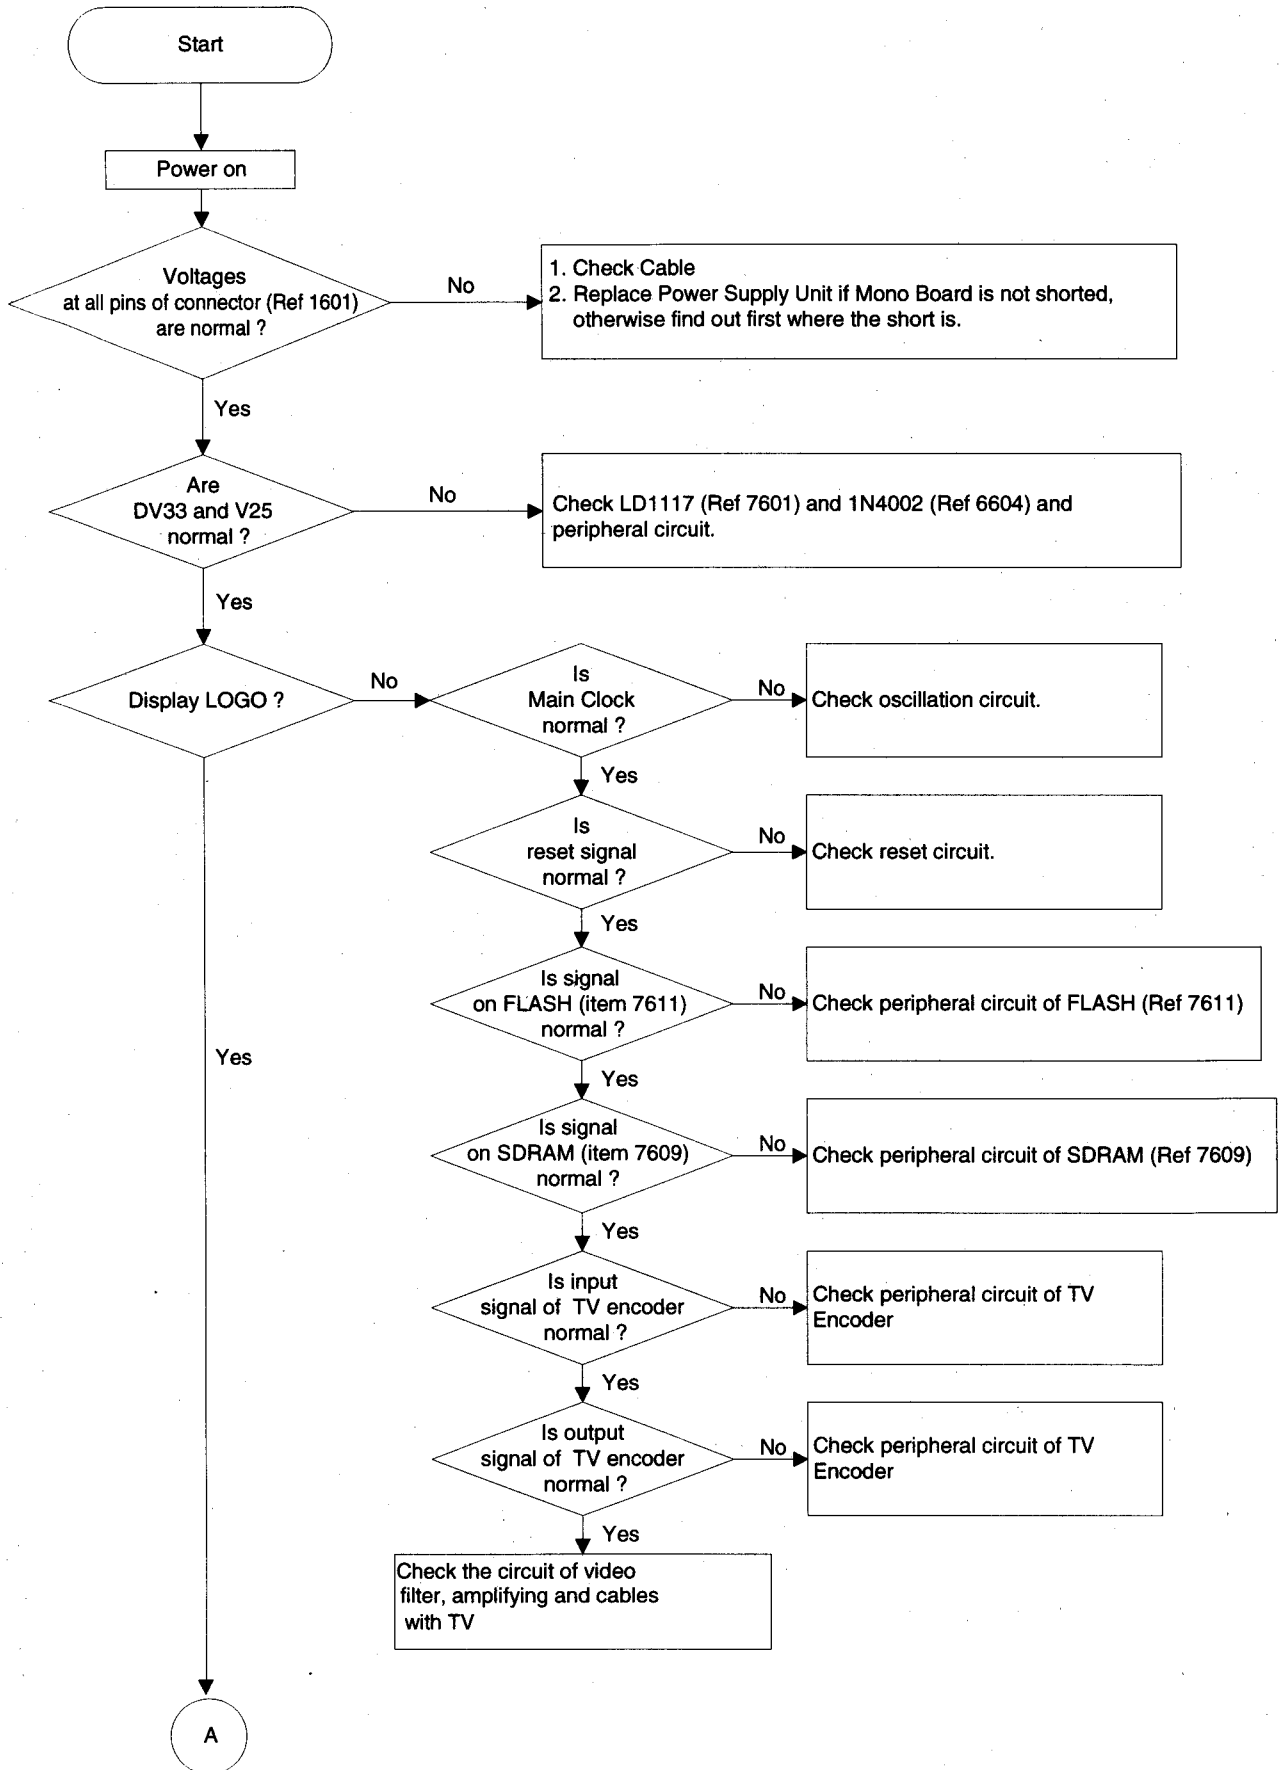 Start
Power on
Voltages
at all pins of connector (Ref 1601)
are normal ?
No
1. Check Cable
2. Replace Power Supply Unit if Mono Board is not shorted,
otherwise find out first where the short is.
Yes
Are
DV33 and V25
normal ?
No
Check LD1117 (Ref 7601) and 1N4002 (Ref 6604) and
peripheral circuit.
Yes
Display LOGO ?
No
Is
Main Clock
normal ?
No
Check oscillation circuit.
Yes
Is
reset signal
normal ?
No
Check reset circuit.
Yes
Is signal
on FLASH (item 7611)
normal ?
No
Check peripheral circuit of FLASH (Ref 7611)
Yes
Yes
Is signal
on SDRAM (item 7609)
normal ?
No
Check peripheral circuit of SDRAM (Ref 7609)
Yes
Is input
signal of TV encoder
normal ?
No
Check peripheral circuit of TV
Encoder
Yes
Is output
signal of TV encoder
normal ?
No
Check peripheral circuit of TV
Encoder
Yes
Check the circuit of video
filter, amplifying and cables
with TV
A